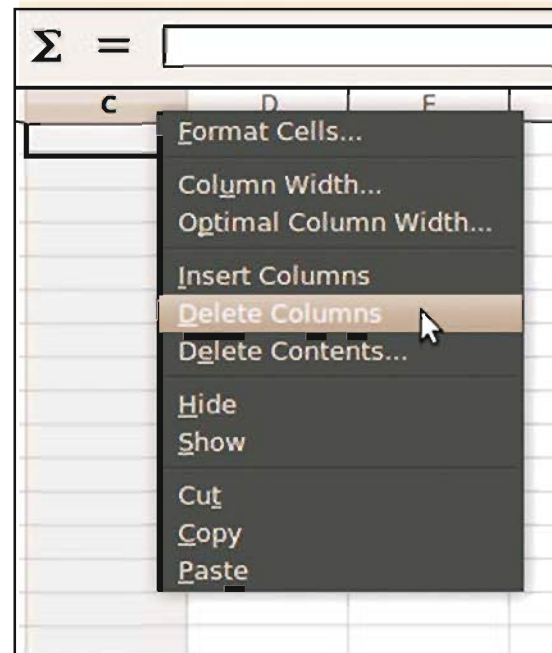 Σ =
C D E
Format Cells...
Column Width...
Optimal Column Width...
Insert Columns
Delete Columns
Delete Contents...
Hide
Show
Cut
Copy
Paste